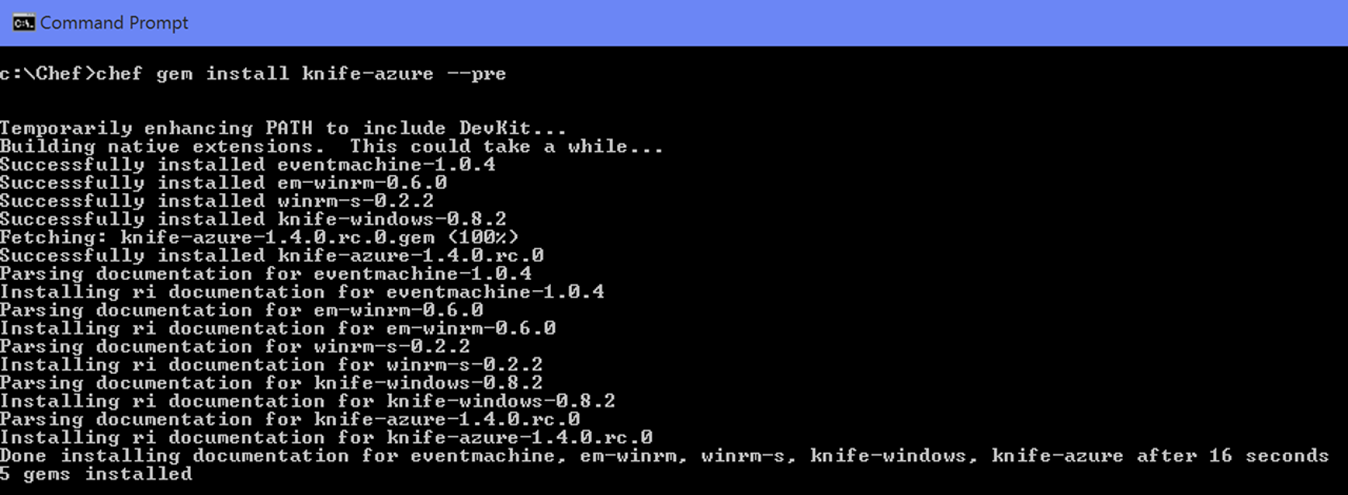 Command Prompt
c:\Chef>chef gem install knife-azure --pre
Temporarily enhancing PATH to include DevKit...
Building native extensions.  This could take a while...
Successfully installed eventmachine-1.0.4
Successfully installed em-winrm-0.6.0
Successfully installed winrm-s-0.2.2
Successfully installed knife-windows-0.8.2
Fetching: knife-azure-1.4.0.rc.0.gem (100%)
Successfully installed knife-azure-1.4.0.rc.0
Parsing documentation for eventmachine-1.0.4
Installing ri documentation for eventmachine-1.0.4
Parsing documentation for em-winrm-0.6.0
Installing ri documentation for em-winrm-0.6.0
Parsing documentation for winrm-s-0.2.2
Installing ri documentation for winrm-s-0.2.2
Parsing documentation for knife-windows-0.8.2
Installing ri documentation for knife-windows-0.8.2
Parsing documentation for knife-azure-1.4.0.rc.0
Installing ri documentation for knife-azure-1.4.0.rc.0
Done installing documentation for eventmachine, em-winrm, winrm-s, knife-windows, knife-azure after 16 seconds
5 gems installed